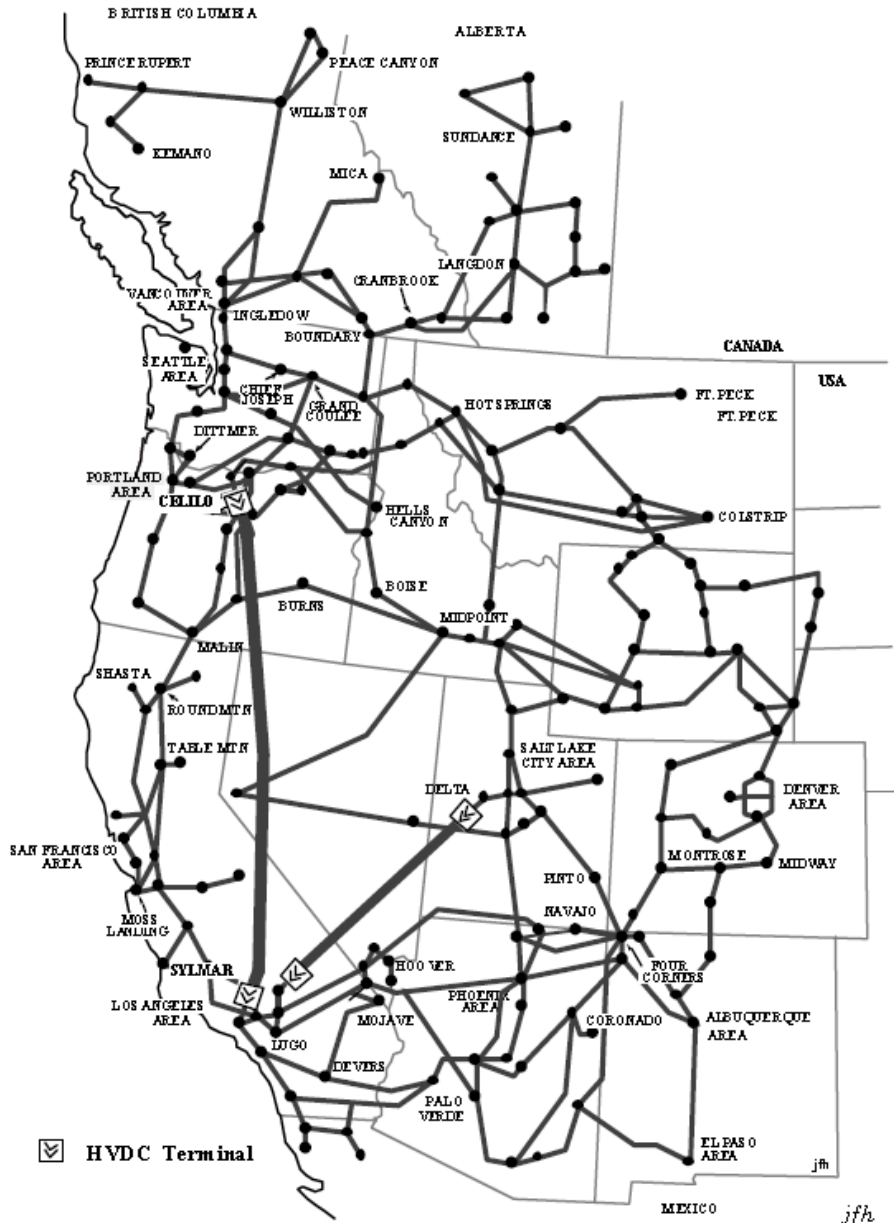 BRITISH COLUMBIA
ALBERTA
PRINCE RUPERT
PEACE CANYON
WILLISTON
SUNDANCE
KEMANO
MICA
LANGDON
CRANBROOK
VANCOUVER
AREA
INGLEDOW
BOUNDARY
CANADA
SEATTLE
AREA
CHIEF
JOSEPH
GRAND
COULEE
USA
HOT SPRINGS
FT. PECK
FT. PECK
DITTMER
PORTLAND
AREA
CELILO
HELLS
CANYON
COLSTRIP
BURNS
BOISE
MIDPOINT
MALIN
SHASTA
ROUND MTN
TABLE MTN
SALT LAKE
CITY AREA
DELTA
DENVER
AREA
SAN FRANCISCO
AREA
MONTROSE
MIDWAY
PINTO
MOSS
LANDING
NAVAJO
SYLMAR
HOOVER
FOUR
CORNERS
LOS ANGELES
AREA
MOJAVE
PHOENIX
AREA
CORONADO
ALBUQUERQUE
AREA
LUGO
DEVERS
PALO
VERDE
EL PASO
AREA
HVDC Terminal
jfh
MEXICO
jfh